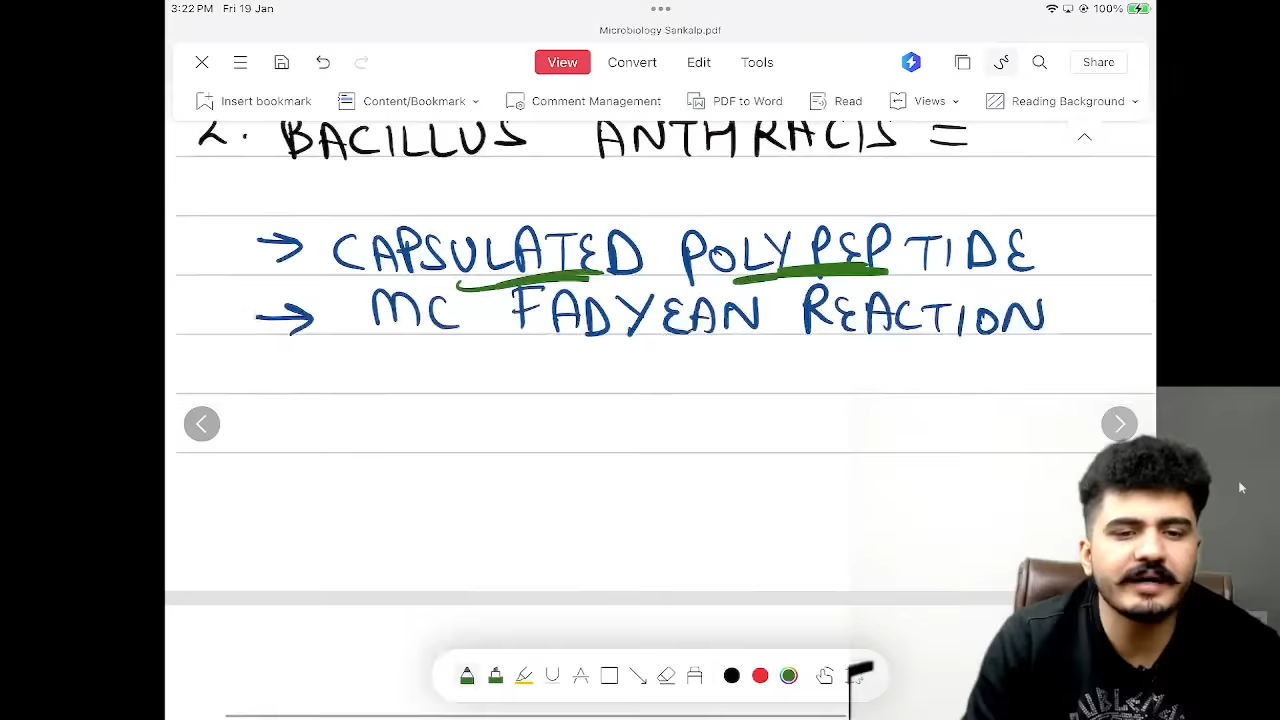 3:22 PM Fri 19 Jan
100%
Microbiology Sankalp.pdf
View Convert Edit Tools
Share
Insert bookmark Content/Bookmark Comment Management PDF to Word Read Views Reading Background
2. BACILLUS ANTHRACIS =
→ CAPSULATED POLYPEPTIDE
→ MC FADYEAN REACTION